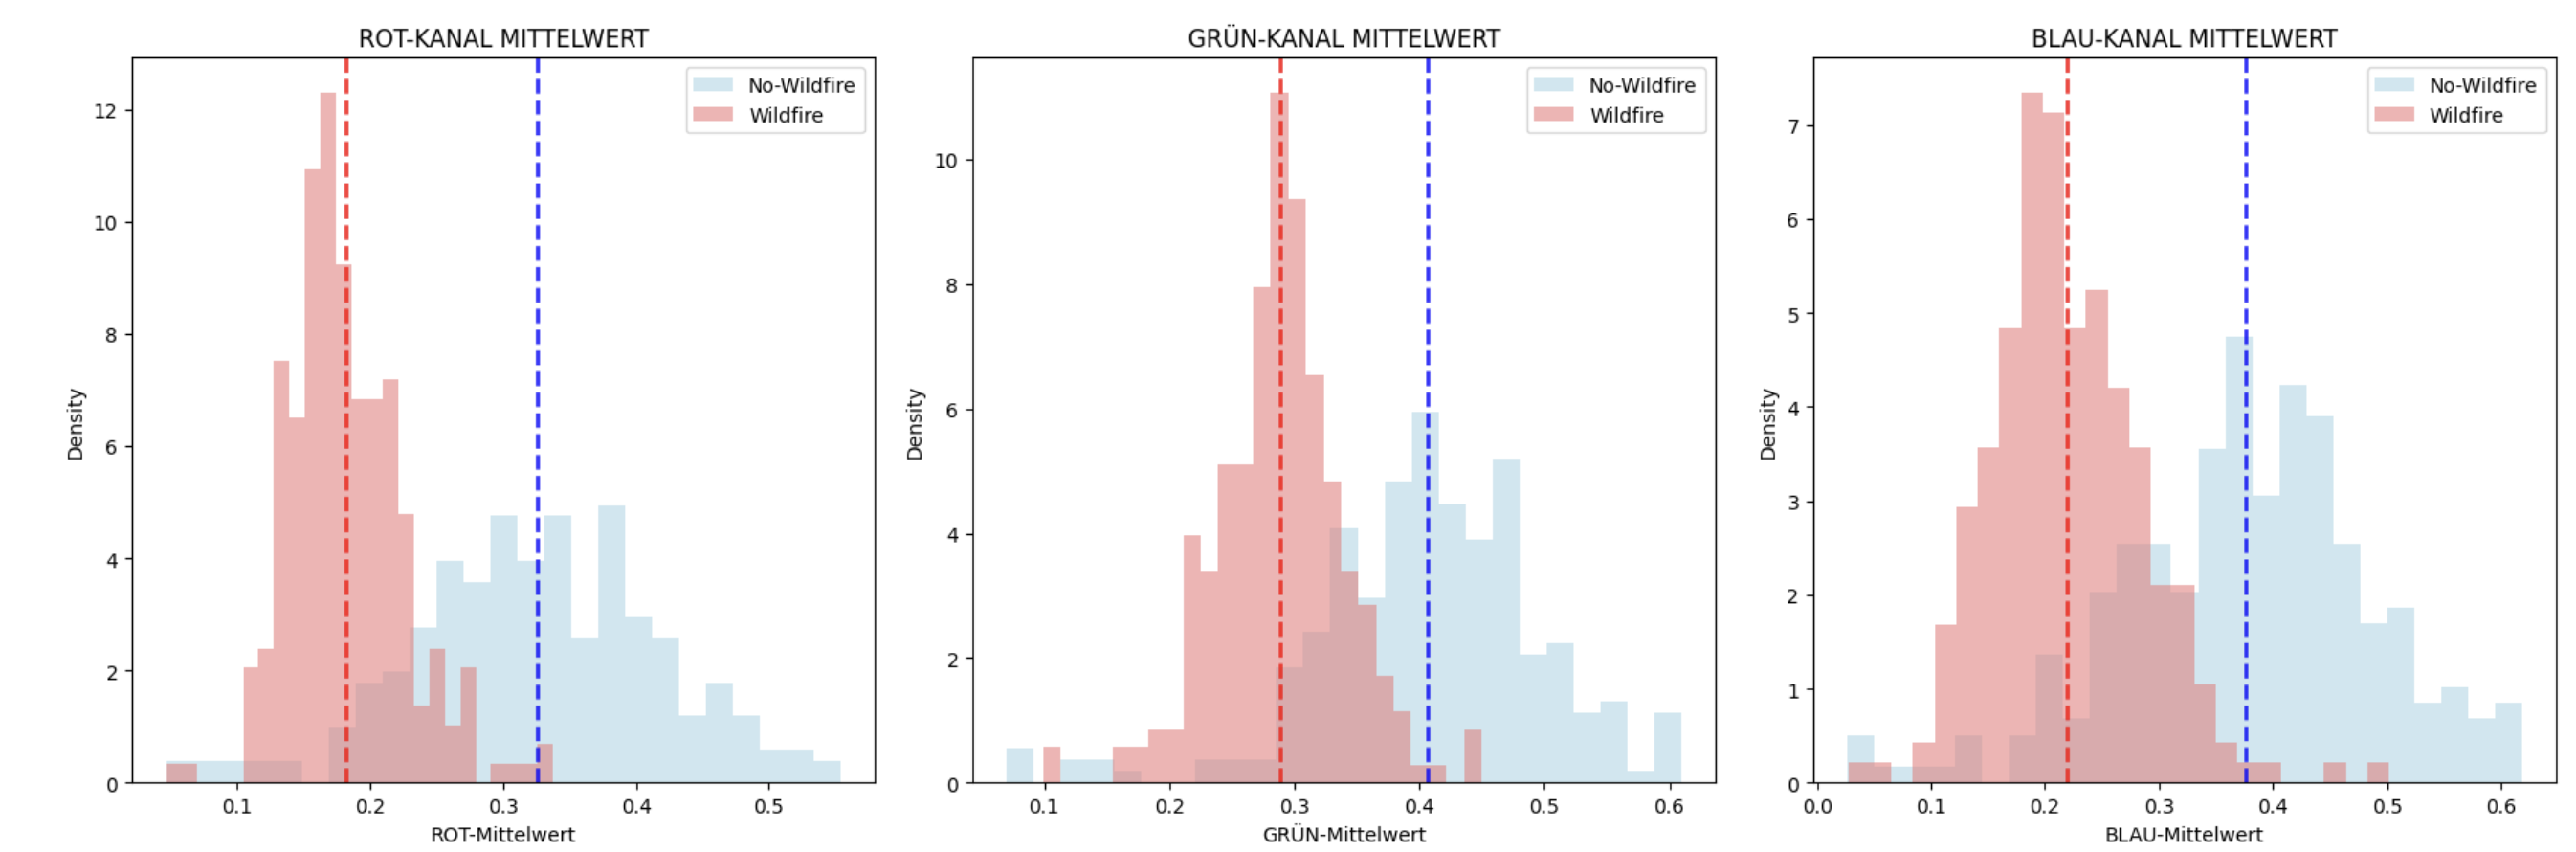 ROT-KANAL MITTELWERT
No-Wildfire
Wildfire
12
10
8
6
4
2
0
Density
0.1 0.2 0.3 0.4 0.5
ROT-Mittelwert
GRÜN-KANAL MITTELWERT
No-Wildfire
Wildfire
10
8
6
4
2
0
Density
0.1 0.2 0.3 0.4 0.5 0.6
GRÜN-Mittelwert
BLAU-KANAL MITTELWERT
No-Wildfire
Wildfire
7
6
5
4
3
2
1
0
Density
0.0 0.1 0.2 0.3 0.4 0.5 0.6
BLAU-Mittelwert